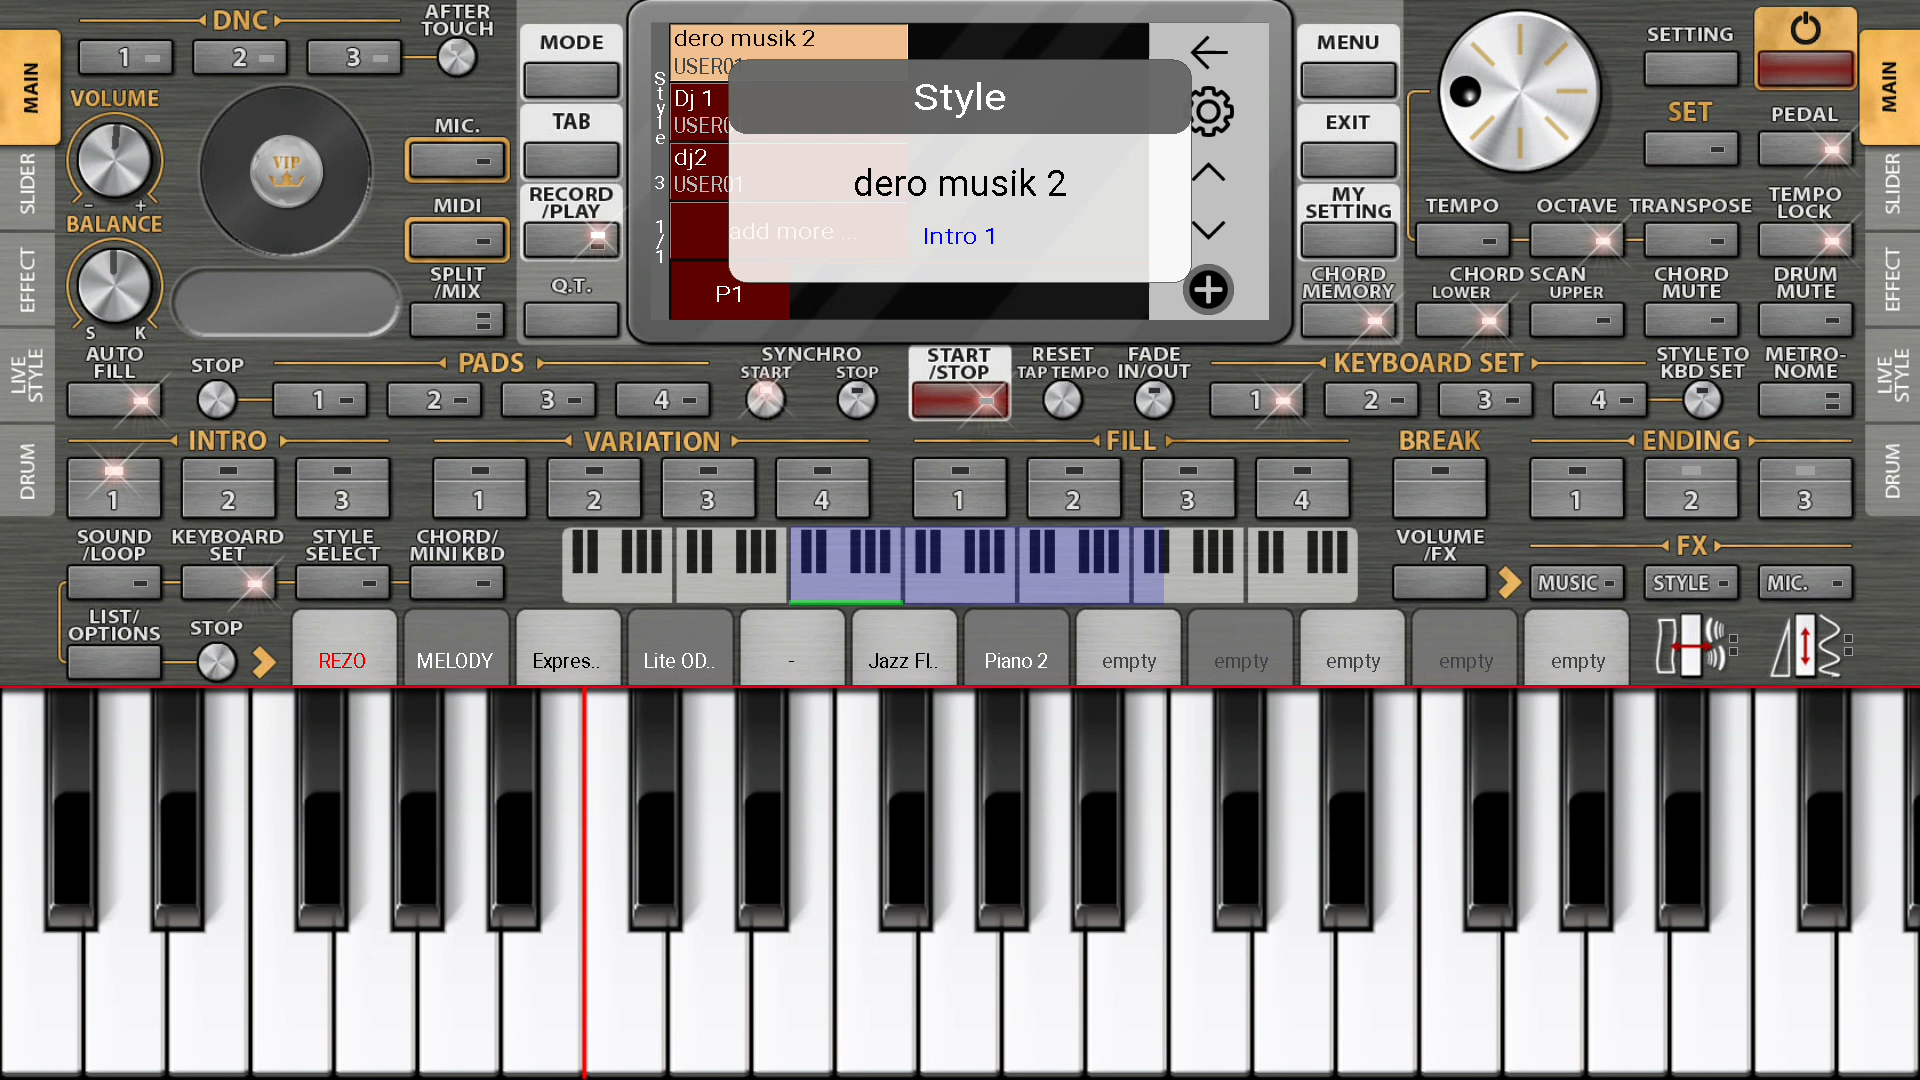 DNC
AFTER
TOUCH
1
2
3
MAIN
SLIDER
EFFECT
LIVE
STYLE
DRUM
VOLUME
- +
BALANCE
S K
VIP
MIC.
MIDI
SPLIT
/MIX
MODE
TAB
RECORD
/PLAY
Q.T.
Style
3
1/1
dero musik 2
USER01
Dj 1
USER0
dj2
USER01
add more ...
P1
Style
dero musik 2
Intro 1
MENU
EXIT
MY
SETTING
CHORD
MEMORY
SETTING
SET
PEDAL
TEMPO
OCTAVE
TRANSPOSE
TEMPO
LOCK
CHORD SCAN
LOWER UPPER
CHORD
MUTE
DRUM
MUTE
MAIN
SLIDER
EFFECT
LIVE
STYLE
DRUM
AUTO
FILL
STOP
PADS
1
2
3
4
SYNCHRO
START STOP
START
/STOP
RESET
TAP TEMPO
FADE
IN/OUT
KEYBOARD SET
1
2
3
4
STYLE TO
KBD SET
METRO-
NOME
INTRO
1
2
3
VARIATION
1
2
3
4
FILL
1
2
3
4
BREAK
ENDING
1
2
3
SOUND
/LOOP
KEYBOARD
SET
STYLE
SELECT
CHORD/
MINI KBD
VOLUME
/FX
FX
MUSIC
STYLE
MIC.
LIST/
OPTIONS
STOP
REZO
MELODY
Expres..
Lite OD..
-
Jazz Fl..
Piano 2
empty
empty
empty
empty
empty